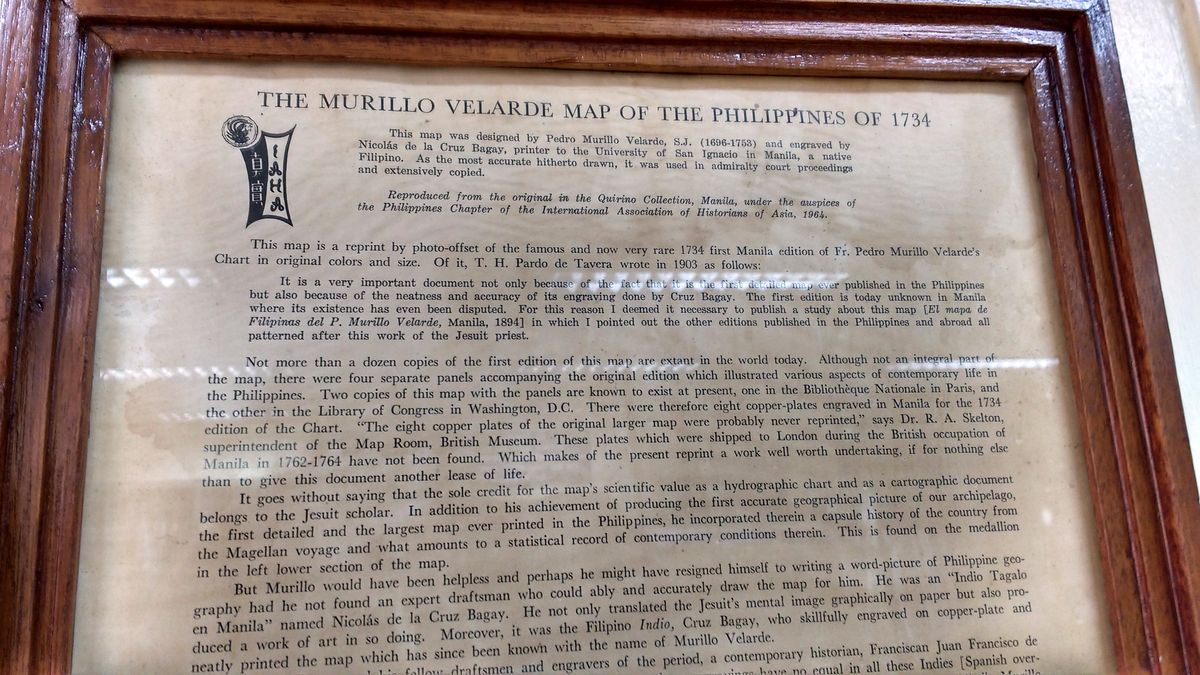 THE MURILLO VELARDE MAP OF THE PHILIPPINES OF 1734
IAHA
This map was designed by Pedro Murillo Velarde, S.J. (1696-1753) and engraved by
Nicolás de la Cruz Bagay, printer to the University of San Ignacio in Manila, a native
Filipino. As the most accurate hitherto drawn, it was used in admiralty court proceedings
and extensively copied.
Reproduced from the original in the Quirino Collection, Manila, under the auspices of
the Philippines Chapter of the International Association of Historians of Asia, 1964.
This map is a reprint by photo-offset of the famous and now very rare 1734 first Manila edition of Fr. Pedro Murillo Velarde's
Chart in original colors and size. Of it, T. H. Pardo de Tavera wrote in 1903 as follows:
It is a very important document not only because of the fact that it is the first detailed map ever published in the Philippines
but also because of the neatness and accuracy of its engraving done by Cruz Bagay. The first edition is today unknown in Manila
where its existence has even been disputed. For this reason I deemed it necessary to publish a study about this map [El mapa de
Filipinas del P. Murillo Velarde, Manila, 1894] in which I pointed out the other editions published in the Philippines and abroad all
patterned after this work of the Jesuit priest.
Not more than a dozen copies of the first edition of this map are extant in the world today. Although not an integral part of
the map, there were four separate panels accompanying the original edition which illustrated various aspects of contemporary life in
the Philippines. Two copies of this map with the panels are known to exist at present, one in the Bibliothèque Nationale in Paris, and
the other in the Library of Congress in Washington, D.C. There were therefore eight copper-plates engraved in Manila for the 1734
edition of the Chart. "The eight copper plates of the original larger map were probably never reprinted," says Dr. R. A. Skelton,
superintendent of the Map Room, British Museum. These plates which were shipped to London during the British occupation of
Manila in 1762-1764 have not been found. Which makes of the present reprint a work well worth undertaking, if for nothing else
than to give this document another lease of life.
It goes without saying that the sole credit for the map's scientific value as a hydrographic chart and as a cartographic document
belongs to the Jesuit scholar. In addition to his achievement of producing the first accurate geographical picture of our archipelago,
the first detailed and the largest map ever printed in the Philippines, he incorporated therein a capsule history of the country from
the Magellan voyage and what amounts to a statistical record of contemporary conditions therein. This is found on the medallion
in the left lower section of the map.
But Murillo would have been helpless and perhaps he might have resigned himself to writing a word-picture of Philippine geo-
graphy had he not found an expert draftsman who could ably and accurately draw the map for him. He was an "Indio Tagalo
en Manila" named Nicolás de la Cruz Bagay. He not only translated the Jesuit's mental image graphically on paper but also pro-
duced a work of art in so doing. Moreover, it was the Filipino Indio, Cruz Bagay, who skillfully engraved on copper-plate and
neatly printed the map which has since been known with the name of Murillo Velarde.
his fellow draftsmen and engravers of the period, a contemporary historian, Franciscan Juan Francisco de
have no equal in all these Indies [Spanish over-